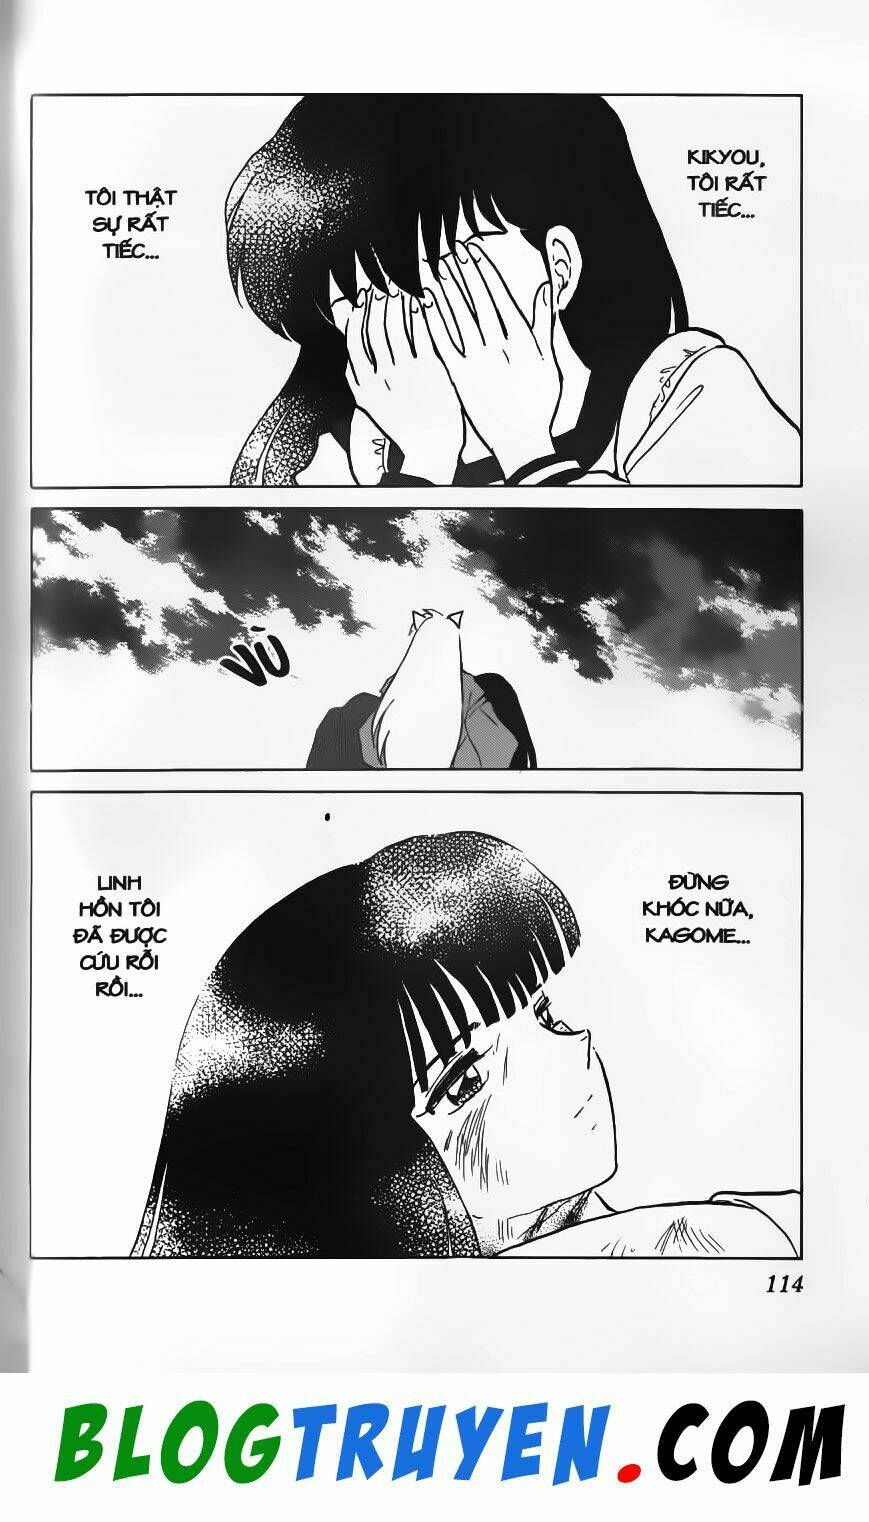 KIKYOU,
TÔI RẤT
TIẾC...
TÔI THẬT
SỰ RẤT
TIẾC...
VÙ
ĐỪNG
KHÓC NỮA,
KAGOME...
LINH
HỒN TÔI
ĐÃ ĐƯỢC
CỨU RỖI
RỒI...
114
BLOGTRUYEN.COM